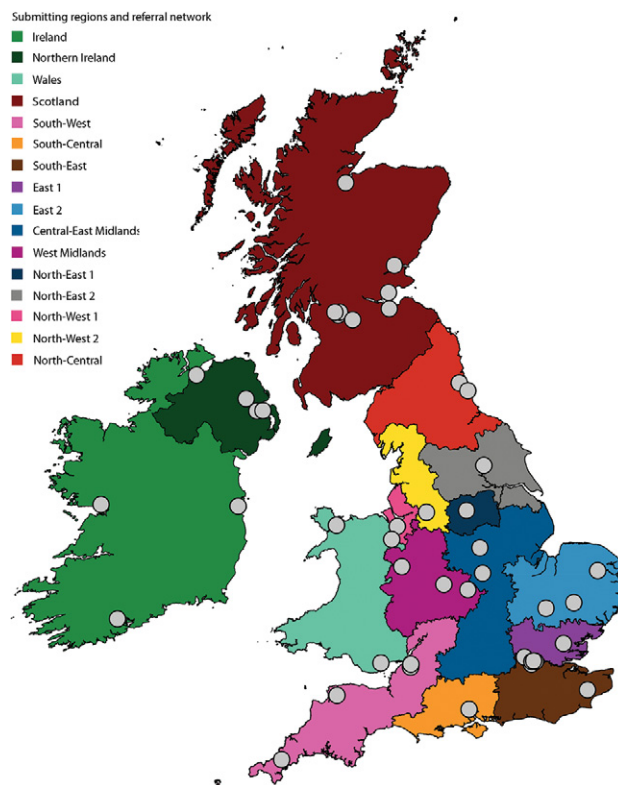 Submitting regions and referral network
Ireland
Northern Ireland
Wales
Scotland
South-West
South-Central
South-East
East 1
East 2
Central-East Midlands
West Midlands
North-East 1
North-East 2
North-West 1
North-West 2
North-Central